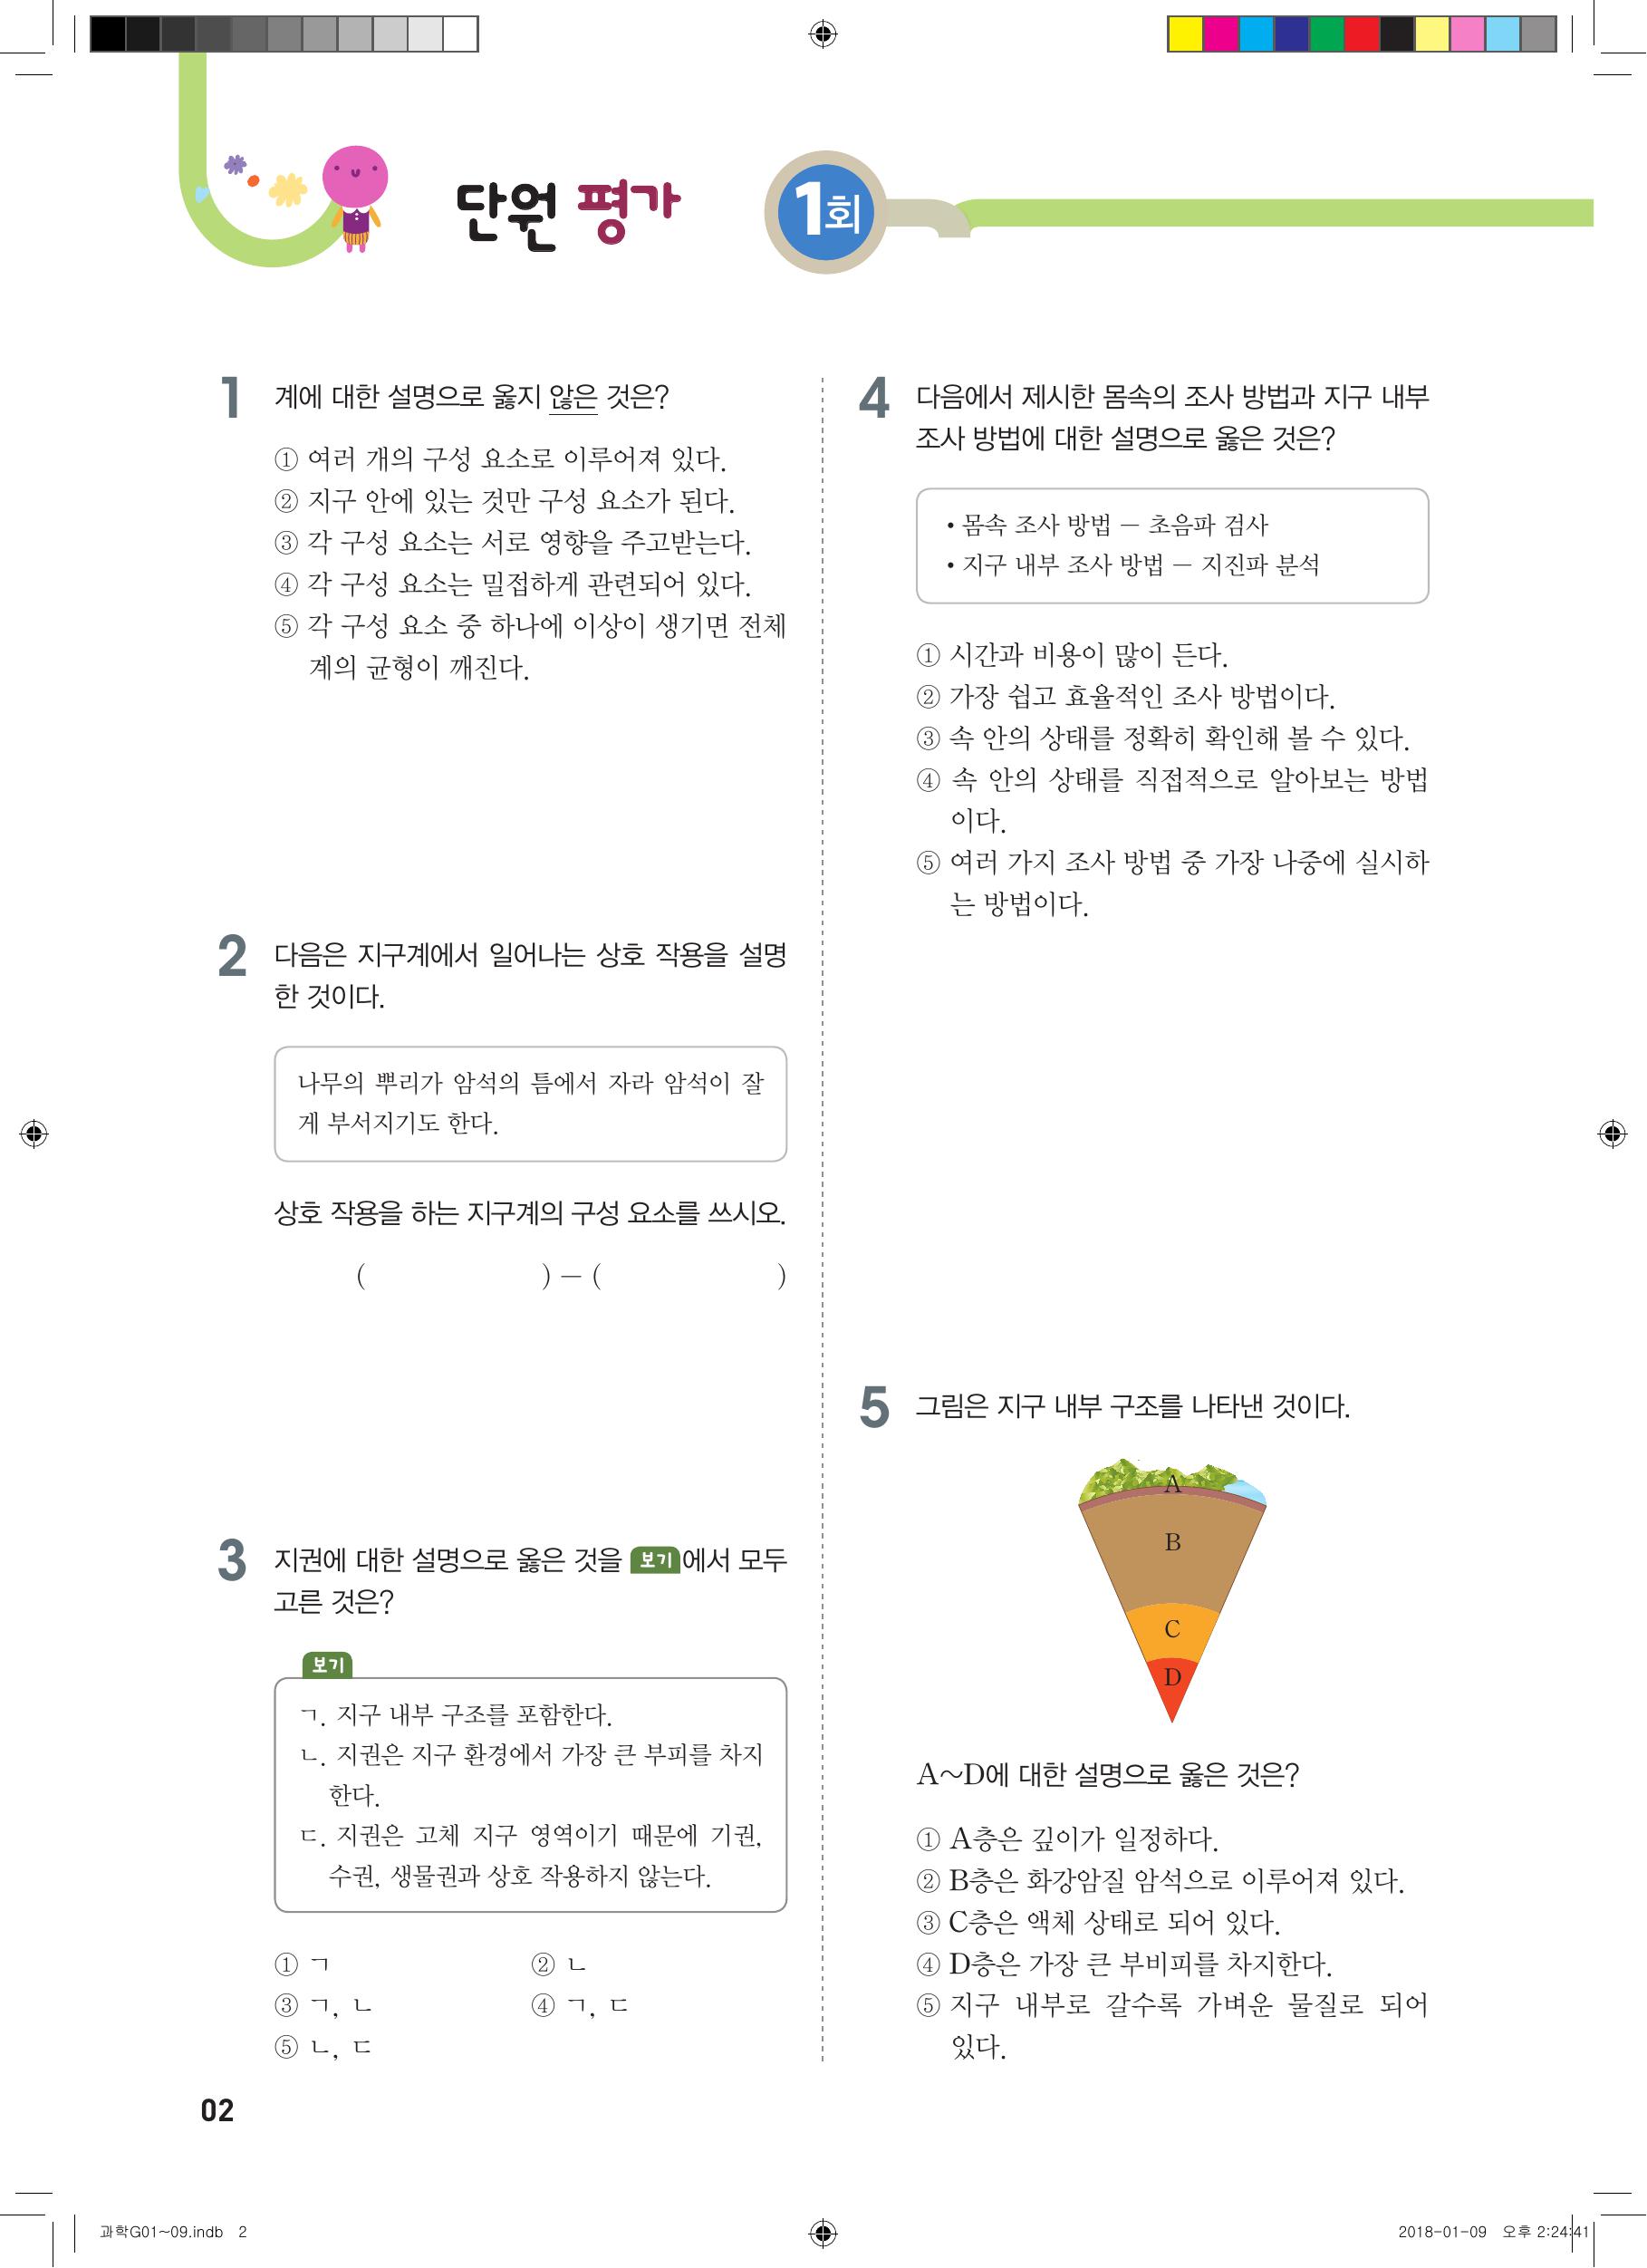 단원 평가 1회
1 계에 대한 설명으로 옳지 않은 것은?
① 여러 개의 구성 요소로 이루어져 있다.
② 지구 안에 있는 것만 구성 요소가 된다.
③ 각 구성 요소는 서로 영향을 주고받는다.
④ 각 구성 요소는 밀접하게 관련되어 있다.
⑤ 각 구성 요소 중 하나에 이상이 생기면 전체
계의 균형이 깨진다.
2 다음은 지구계에서 일어나는 상호 작용을 설명
한 것이다.
나무의 뿌리가 암석의 틈에서 자라 암석이 잘
게 부서지기도 한다.
상호 작용을 하는 지구계의 구성 요소를 쓰시오.
( ) - ( )
3 지권에 대한 설명으로 옳은 것을 보기에서 모두
고른 것은?
보기
ㄱ. 지구 내부 구조를 포함한다.
ㄴ. 지권은 지구 환경에서 가장 큰 부피를 차지
한다.
ㄷ. 지권은 고체 지구 영역이기 때문에 기권,
수권, 생물권과 상호 작용하지 않는다.
① ㄱ ② ㄴ
③ ㄱ, ㄴ ④ ㄱ, ㄷ
⑤ ㄴ, ㄷ
4 다음에서 제시한 몸속의 조사 방법과 지구 내부
조사 방법에 대한 설명으로 옳은 것은?
• 몸속 조사 방법 - 초음파 검사
• 지구 내부 조사 방법 - 지진파 분석
① 시간과 비용이 많이 든다.
② 가장 쉽고 효율적인 조사 방법이다.
③ 속 안의 상태를 정확히 확인해 볼 수 있다.
④ 속 안의 상태를 직접적으로 알아보는 방법
이다.
⑤ 여러 가지 조사 방법 중 가장 나중에 실시하
는 방법이다.
5 그림은 지구 내부 구조를 나타낸 것이다.
A
B
C
D
A~D에 대한 설명으로 옳은 것은?
① A층은 깊이가 일정하다.
② B층은 화강암질 암석으로 이루어져 있다.
③ C층은 액체 상태로 되어 있다.
④ D층은 가장 큰 부비피를 차지한다.
⑤ 지구 내부로 갈수록 가벼운 물질로 되어
있다.
02
과학G01~09.indb 2
2018-01-09 오후 2:24:41